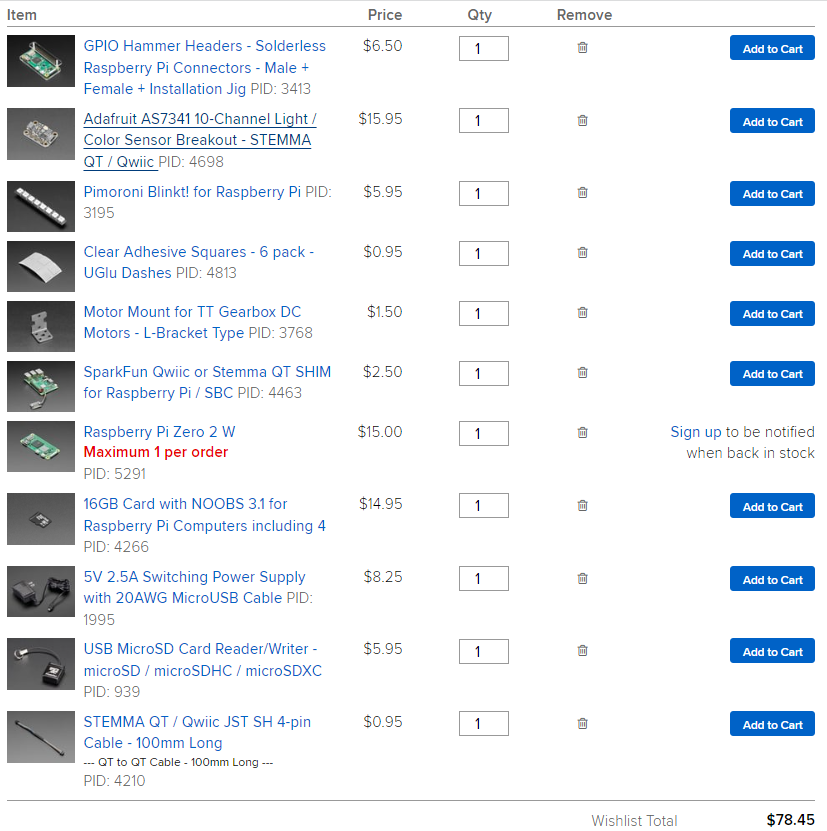 Item Price Qty Remove
GPIO Hammer Headers - Solderless $6.50 1 Add to Cart
Raspberry Pi Connectors - Male +
Female + Installation Jig PID: 3413
Adafruit AS7341 10-Channel Light / $15.95 1 Add to Cart
Color Sensor Breakout - STEMMA
QT / Qwiic PID: 4698
Pimoroni Blinkt! for Raspberry Pi PID: $5.95 1 Add to Cart
3195
Clear Adhesive Squares - 6 pack - $0.95 1 Add to Cart
UGlu Dashes PID: 4813
Motor Mount for TT Gearbox DC $1.50 1 Add to Cart
Motors - L-Bracket Type PID: 3768
SparkFun Qwiic or Stemma QT SHIM $2.50 1 Add to Cart
for Raspberry Pi / SBC PID: 4463
Raspberry Pi Zero 2 W $15.00 1 Sign up to be notified
Maximum 1 per order when back in stock
PID: 5291
16GB Card with NOOBS 3.1 for $14.95 1 Add to Cart
Raspberry Pi Computers including 4
PID: 4266
5V 2.5A Switching Power Supply $8.25 1 Add to Cart
with 20AWG MicroUSB Cable PID:
1995
USB MicroSD Card Reader/Writer - $5.95 1 Add to Cart
microSD / microSDHC / microSDXC
PID: 939
STEMMA QT / Qwiic JST SH 4-pin $0.95 1 Add to Cart
Cable - 100mm Long
--- QT to QT Cable - 100mm Long ---
PID: 4210
Wishlist Total $78.45